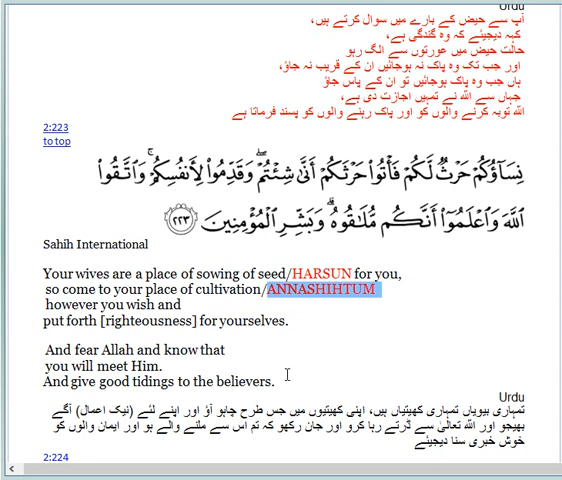 Urdu
آپ سے حیض کے بارے میں سوال کرتے ہیں،
کہہ دیجیئے کہ وہ گندگی ہے،
حالت حیض میں عورتوں سے الگ رہو
اور جب تک وہ پاک نہ ہوجائیں ان کے قریب نہ جاؤ،
ہاں جب وہ پاک ہوجائیں تو ان کے پاس جاؤ
جہاں سے اللہ نے تمہیں اجازت دی ہے،
اللہ توبہ کرنے والوں کو اور پاک رہنے والوں کو پسند فرماتا ہے
2:223
to top
نِسَآؤُكُمْ حَرْثٌ لَّكُمْ فَأْتُوا۟ حَرْثَكُمْ أَنَّىٰ شِئْتُمْ ۖ وَقَدِّمُوا۟ لِأَنفُسِكُمْ ۚ وَٱتَّقُوا۟
ٱللَّهَ وَٱعْلَمُوٓا۟ أَنَّكُم مُّلَـٰقُوهُ ۗ وَبَشِّرِ ٱلْمُؤْمِنِينَ ﴿٢٢٣﴾
Sahih International
Your wives are a place of sowing of seed/HARSUN for you,
so come to your place of cultivation/ANNASHIHTUM
however you wish and
put forth [righteousness] for yourselves.
And fear Allah and know that
you will meet Him.
And give good tidings to the believers.
Urdu
تمہاری بیویاں تمہاری کھیتیاں ہیں، اپنی کھیتیوں میں جس طرح چاہو آؤ اور اپنے لئے (نیک اعمال) آگے
بھیجو اور اللہ تعالیٰ سے ڈرتے رہا کرو اور جان رکھو کہ تم اس سے ملنے والے ہو اور ایمان والوں کو
خوش خبری سنا دیجیئے
2:224